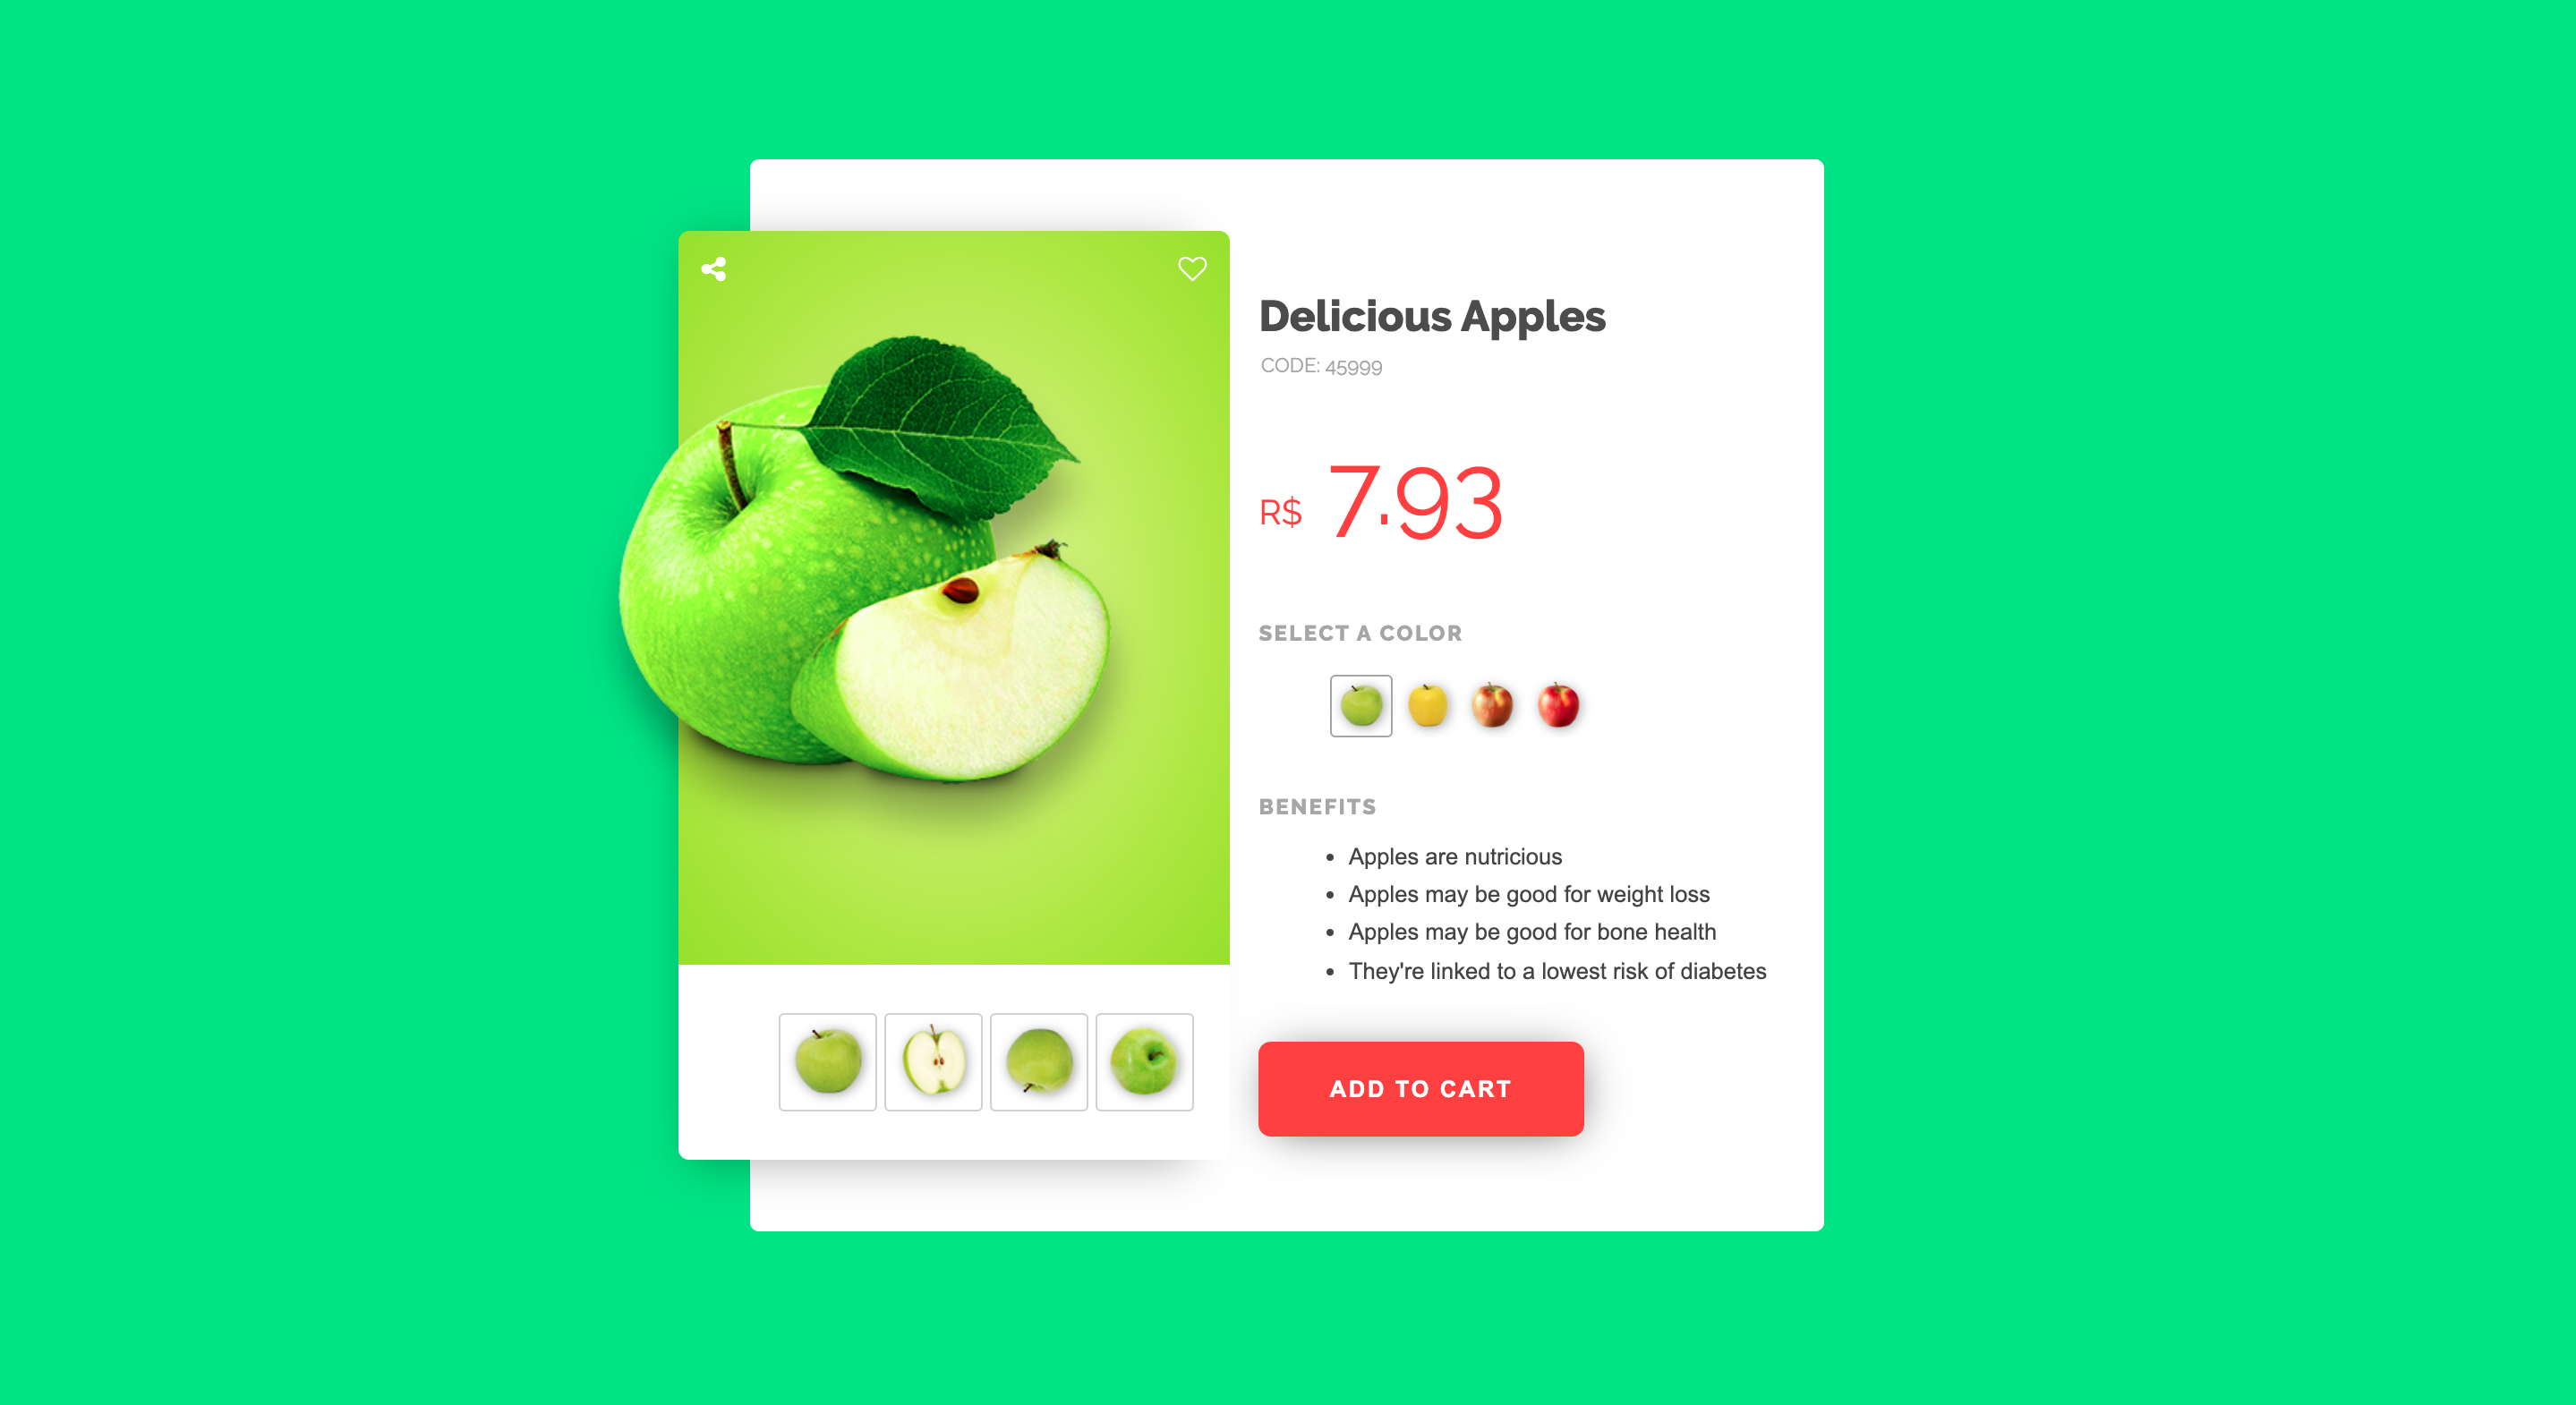 Delicious Apples
CODE: 45999
R$ 7.93
SELECT A COLOR
BENEFITS
• Apples are nutricious
• Apples may be good for weight loss
• Apples may be good for bone health
• They're linked to a lowest risk of diabetes
ADD TO CART